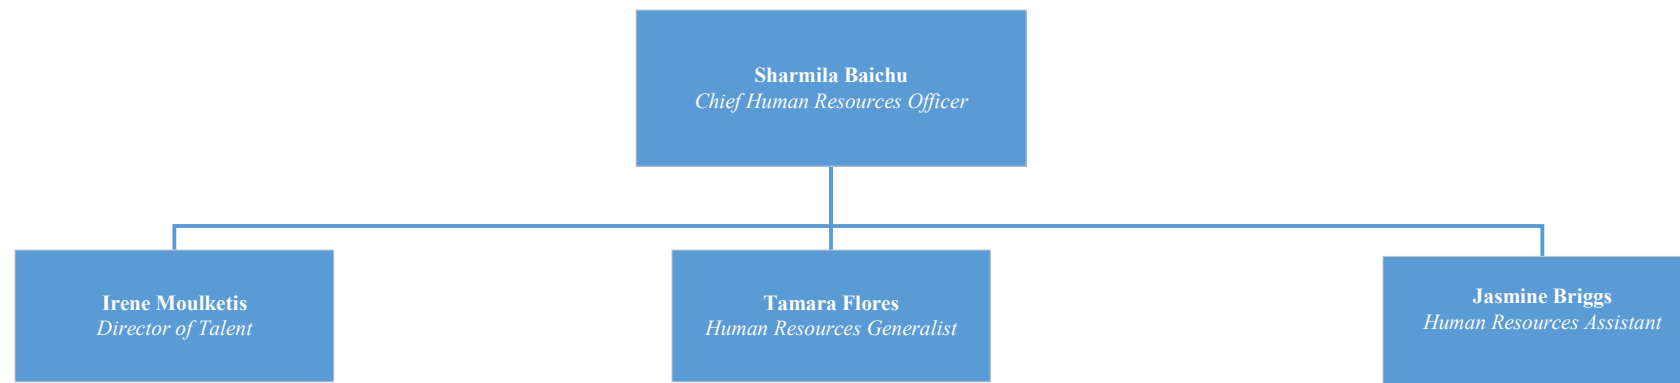 Sharmila Baichu
Chief Human Resources Officer
Irene Moulketis
Director of Talent
Tamara Flores
Human Resources Generalist
Jasmine Briggs
Human Resources Assistant